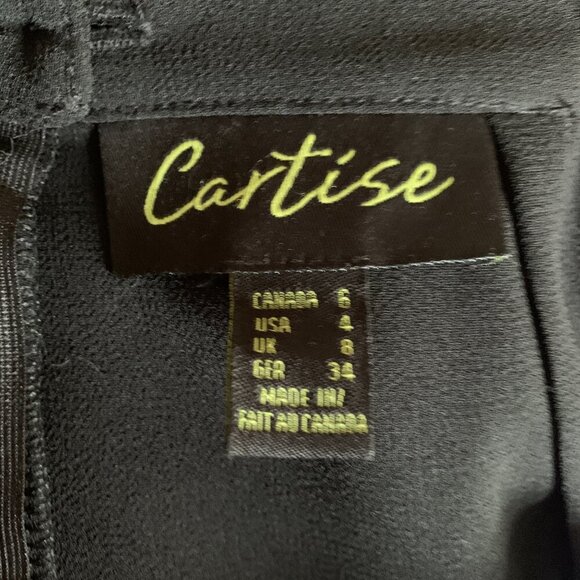 Cartise
CANADA 6
USA 4
UK 8
GER 34
MADE IN/
FAIT AU CANADA